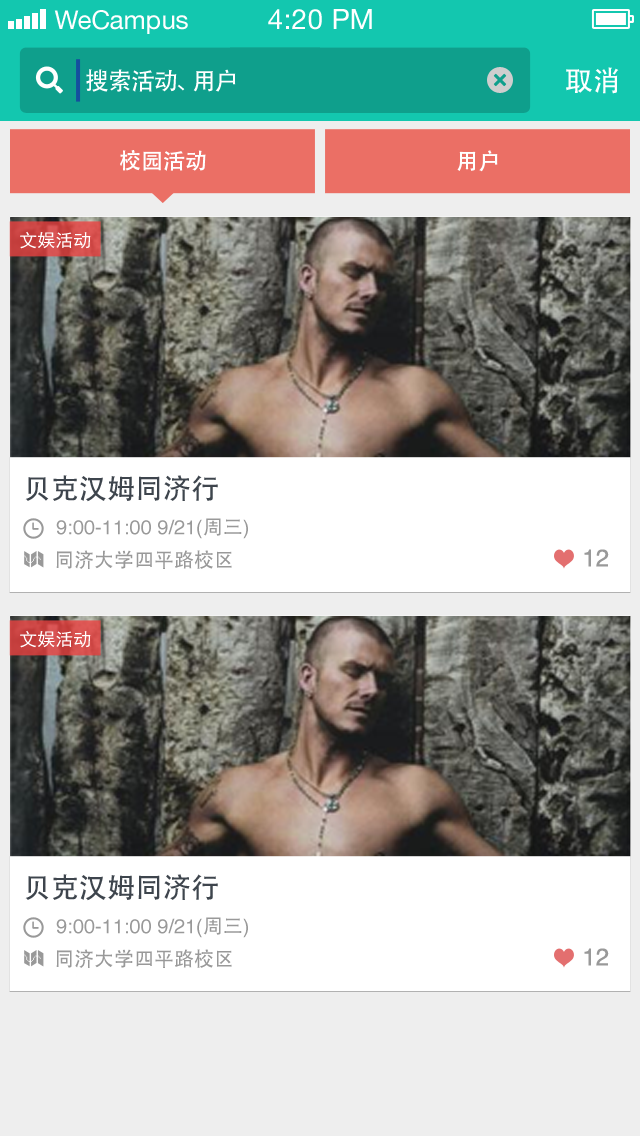 WeCampus 4:20 PM
搜索活动、用户 取消
校园活动 用户
文娱活动
贝克汉姆同济行
9:00-11:00 9/21(周三)
同济大学四平路校区 12
文娱活动
贝克汉姆同济行
9:00-11:00 9/21(周三)
同济大学四平路校区 12